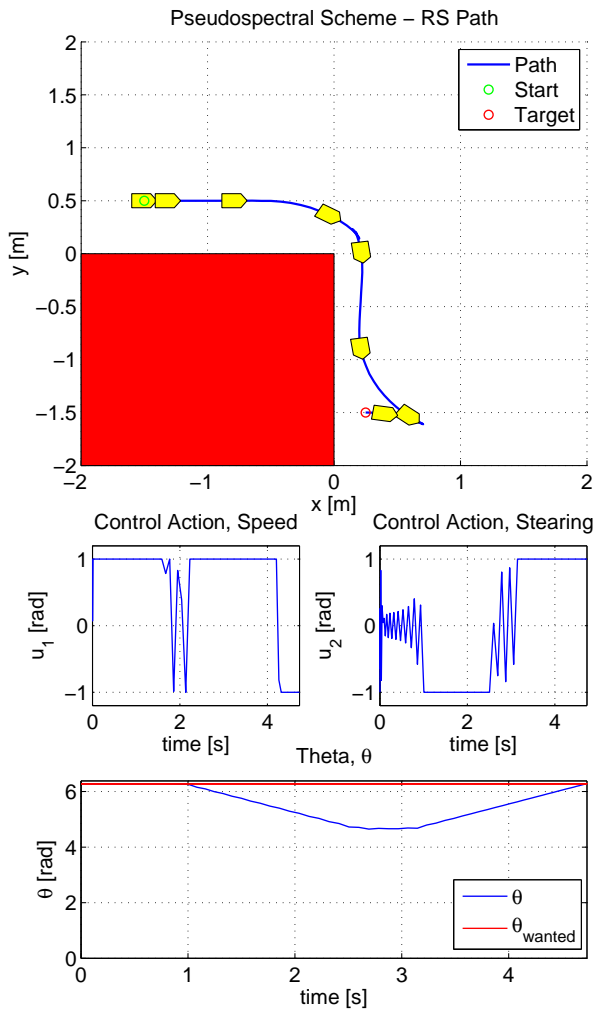 Pseudospectral Scheme − RS Path
2
1.5
1
0.5
0
−0.5
−1
−1.5
−2
y [m]
−2
−1
0
1
2
x [m]
Path
Start
Target
Control Action, Speed
1
0
−1
u1 [rad]
0
2
4
time [s]
Control Action, Stearing
1
0
−1
u2 [rad]
0
2
4
time [s]
Theta, θ
6
4
2
0
θ [rad]
0
1
2
3
4
time [s]
θ
θwanted